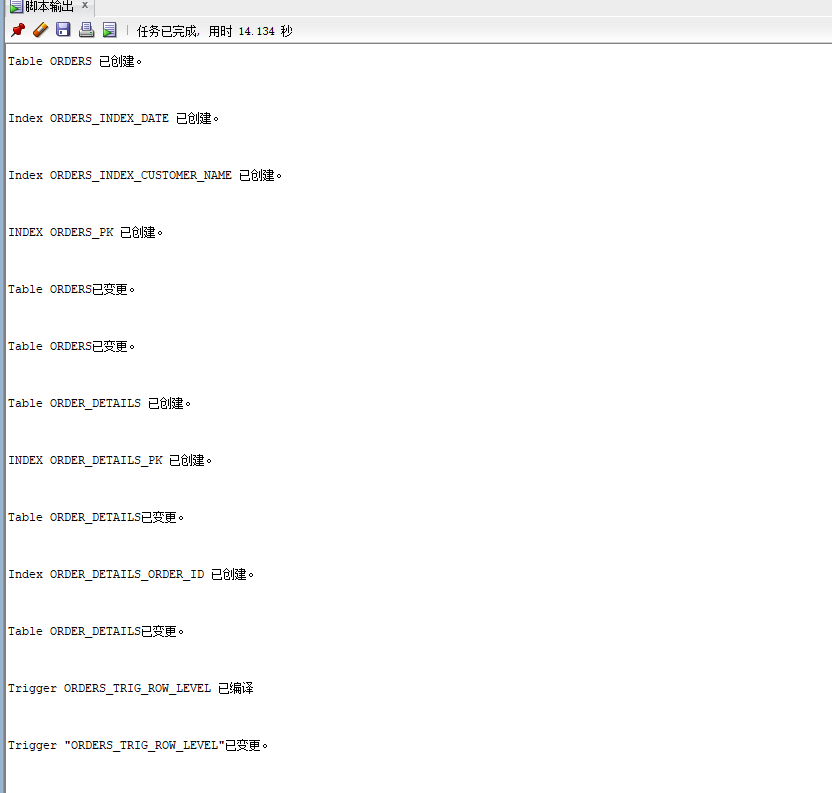 脚本输出 ×
任务已完成, 用时 14.134 秒
Table ORDERS 已创建。
Index ORDERS_INDEX_DATE 已创建。
Index ORDERS_INDEX_CUSTOMER_NAME 已创建。
INDEX ORDERS_PK 已创建。
Table ORDERS已变更。
Table ORDERS已变更。
Table ORDER_DETAILS 已创建。
INDEX ORDER_DETAILS_PK 已创建。
Table ORDER_DETAILS已变更。
Index ORDER_DETAILS_ORDER_ID 已创建。
Table ORDER_DETAILS已变更。
Trigger ORDERS_TRIG_ROW_LEVEL 已编译
Trigger "ORDERS_TRIG_ROW_LEVEL"已变更。